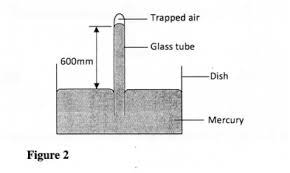 Trapped air
Glass tube
600mm
Dish
Mercury
Figure 2